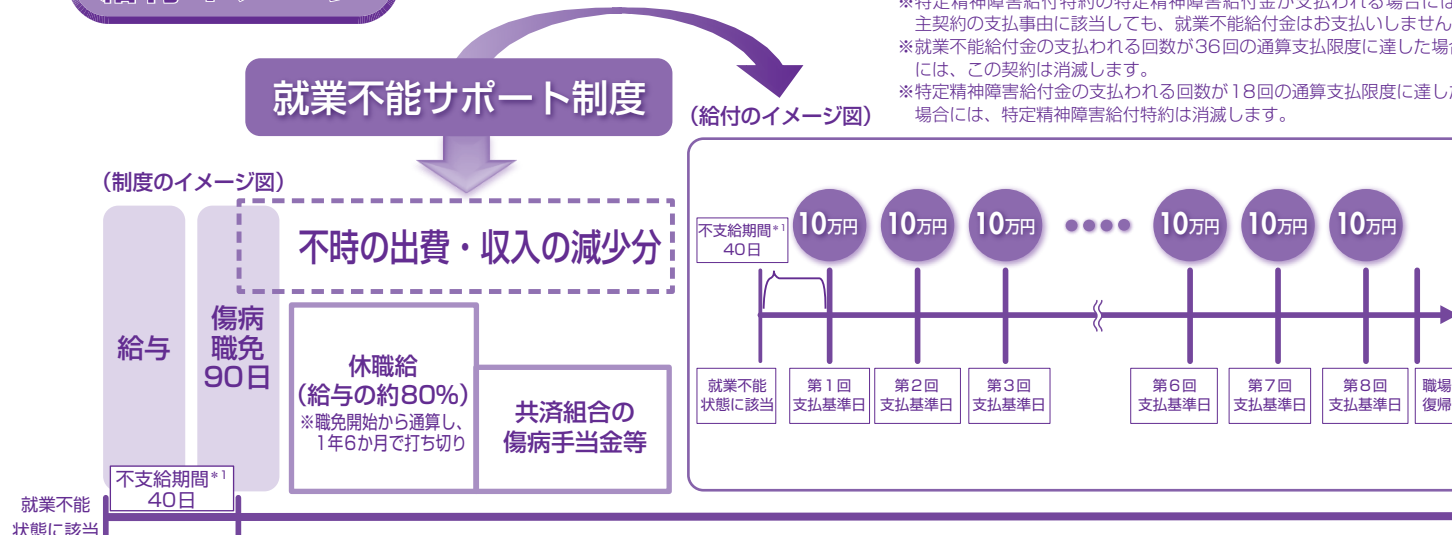 ※特定精神障害給付特約の特定精神障害給付金が支払われる場合には
主契約の支払事由に該当しても、就業不能給付金はお支払いしません
※就業不能給付金の支払われる回数が36回の通算支払限度に達した場合
には、この契約は消滅します。
※特定精神障害給付金の支払われる回数が18回の通算支払限度に達した
場合には、特定精神障害給付特約は消滅します。
就業不能サポート制度
(制度のイメージ図)
不時の出費・収入の減少分
給与
傷病
職免
90日
休職給
(給与の約80%)
※職免開始から通算し、
1年6か月で打ち切り
共済組合の
傷病手当金等
不支給期間*1
40日
就業不能
状態に該当
(給付のイメージ図)
不支給期間*1
40日
10万円
10万円
10万円
10万円
10万円
10万円
就業不能
状態に該当
第1回
支払基準日
第2回
支払基準日
第3回
支払基準日
第6回
支払基準日
第7回
支払基準日
第8回
支払基準日
職場
復帰